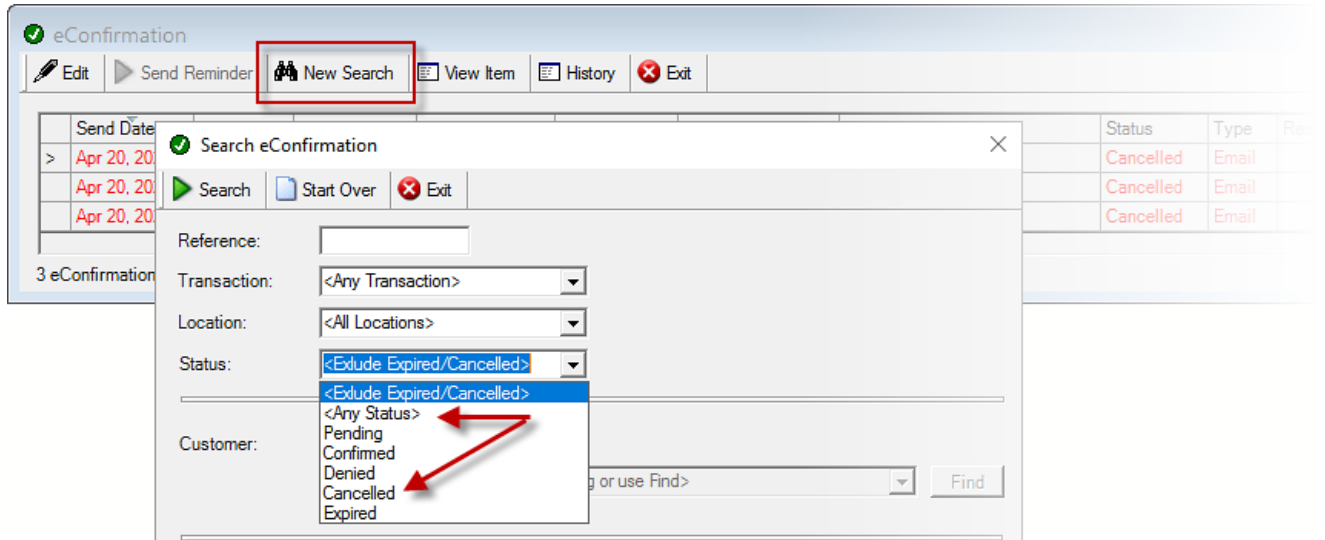 eConfirmation
Edit Send Reminder New Search View Item History Exit
Send Date Status Type
> Apr 20, 20 Cancelled Email
Apr 20, 20 Cancelled Email
Apr 20, 20 Cancelled Email
3 eConfirmation
Search eConfirmation
Search Start Over Exit
Reference:
Transaction: <Any Transaction>
Location: <All Locations>
Status: <Exlude Expired/Cancelled>
<Exlude Expired/Cancelled>
<Any Status>
Pending
Confirmed
Denied
Cancelled
Expired
Customer:
g or use Find> Find